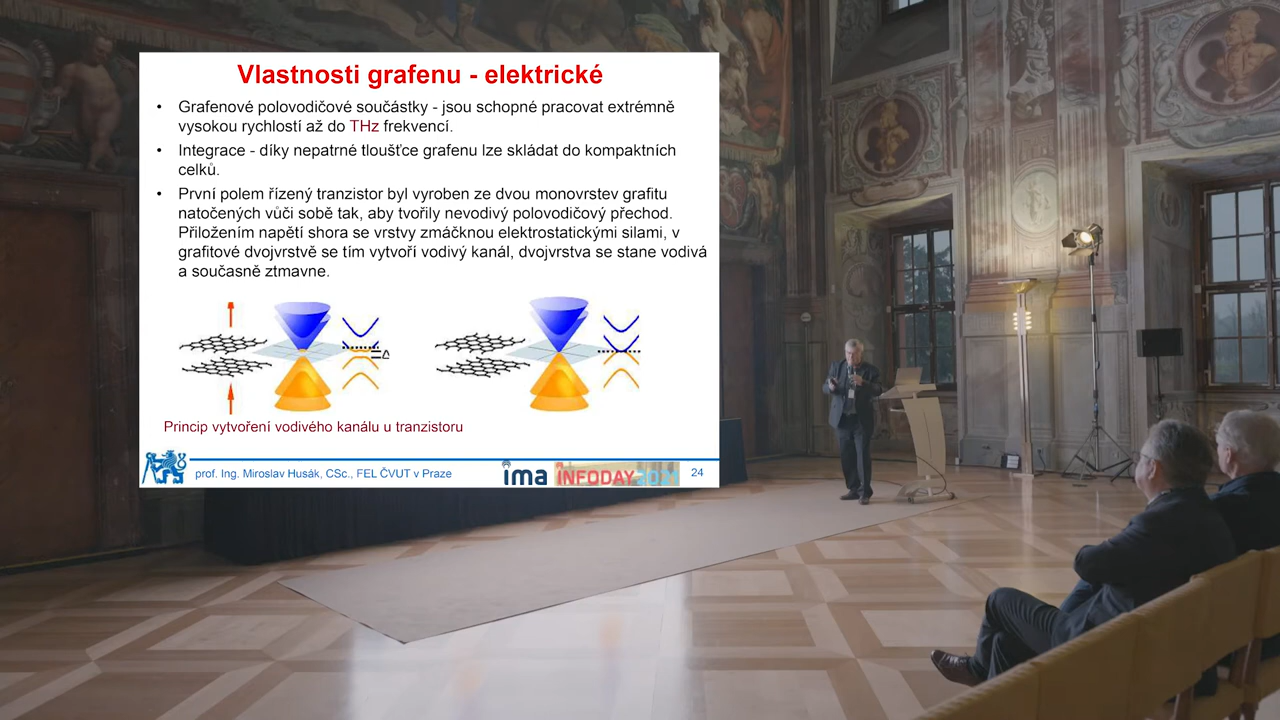 Vlastnosti grafenu - elektrické
• Grafenové polovodičové součástky - jsou schopné pracovat extrémně
vysokou rychlostí až do THz frekvencí.
• Integrace - díky nepatrné tloušťce grafenu lze skládat do kompaktních
celků.
• První polem řízený tranzistor byl vyroben ze dvou monovrstev grafitu
natočených vůči sobě tak, aby tvořily nevodivý polovodičový přechod.
Přiložením napětí shora se vrstvy zmáčknou elektrostatickými silami, v
grafitové dvojvrstvě se tím vytvoří vodivý kanál, dvojvrstva se stane vodivá
a současně ztmavne.
Δ
Princip vytvoření vodivého kanálu u tranzistoru
prof. Ing. Miroslav Husák, CSc., FEL ČVUT v Praze
ima
INFODAY2021
24